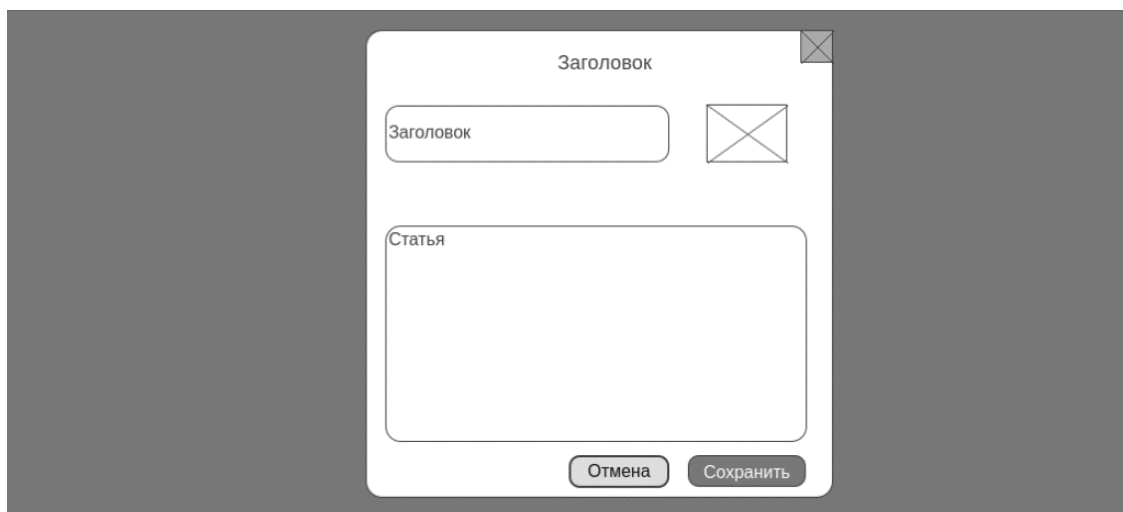 Заголовок
Заголовок
Статья
Отмена
Сохранить